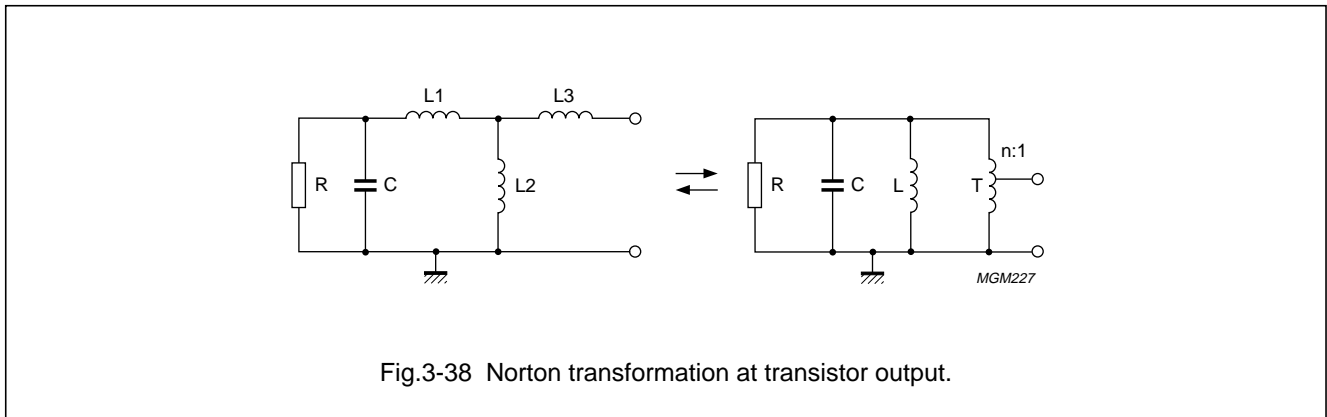 L1
L3
R
C
L2
R
C
L
T
n:1
MGM227
Fig.3-38 Norton transformation at transistor output.